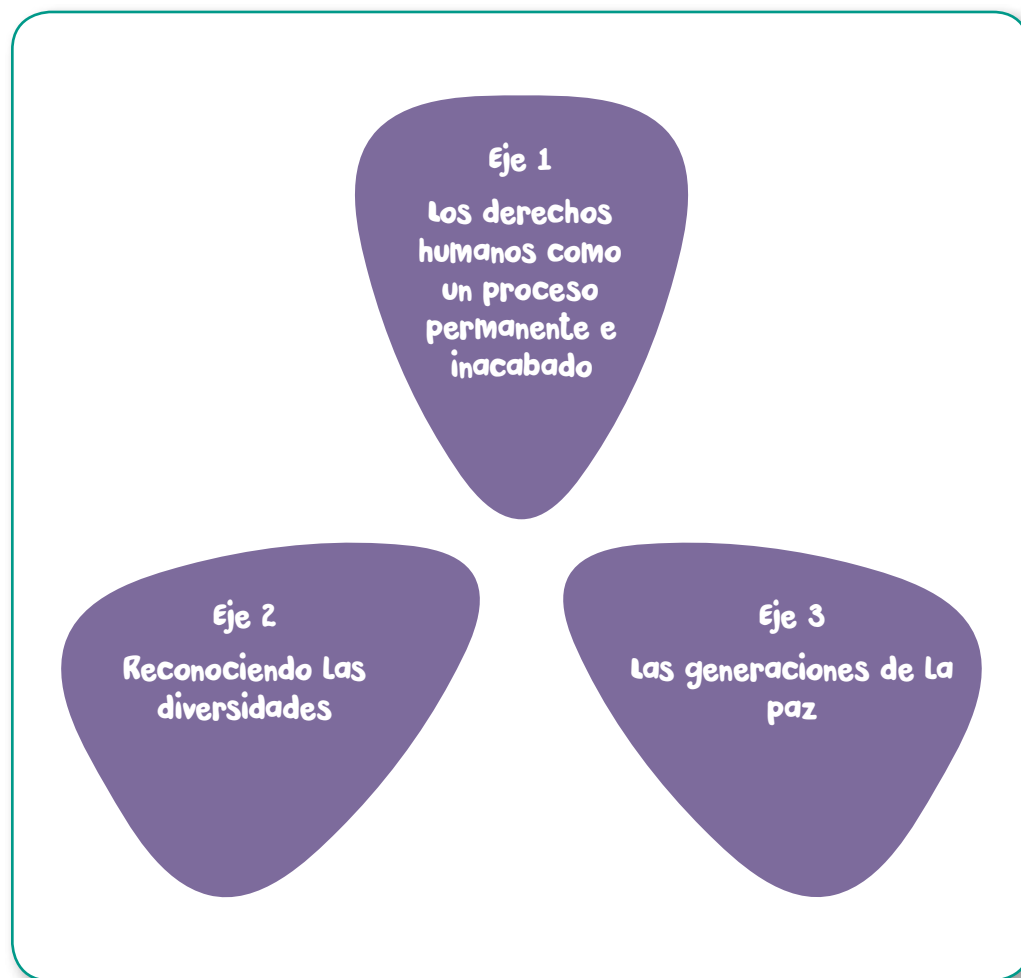 Eje 1
Los derechos
humanos como
un proceso
permanente e
inacabado
Eje 2
Reconociendo las
diversidades
Eje 3
Las generaciones de la
paz